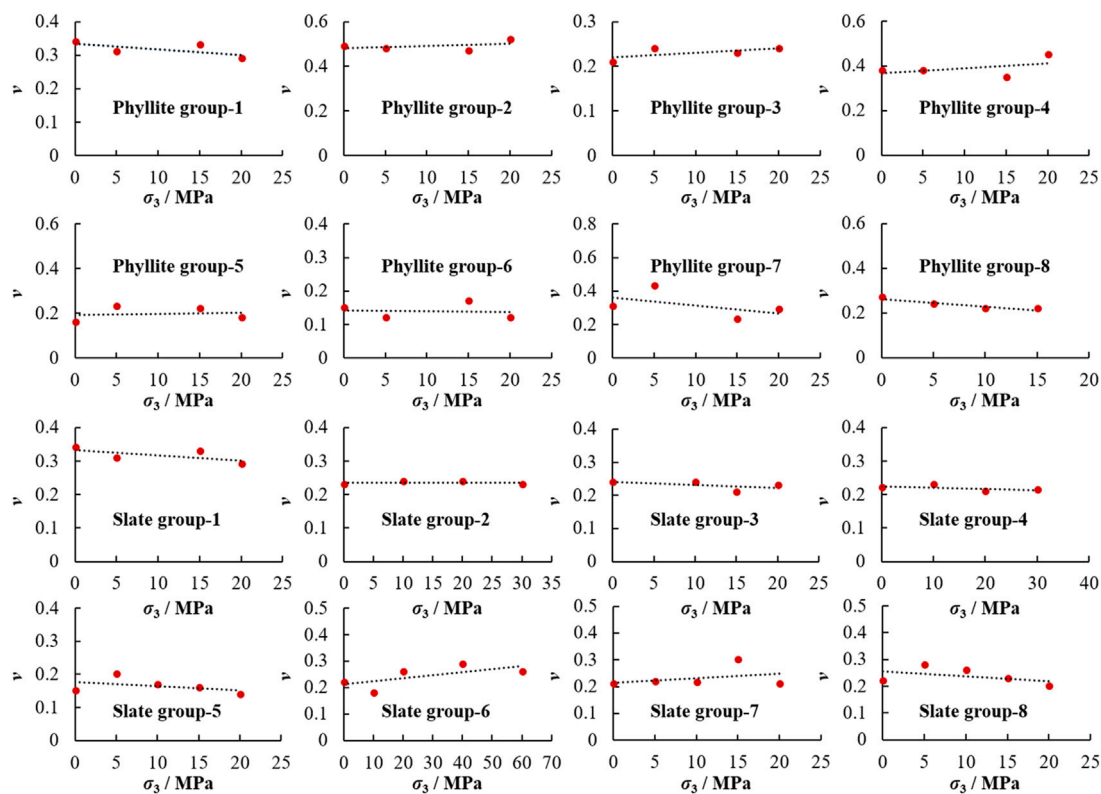 0.4
0.3
0.2
0.1
0
v
Phyllite group-1
0 5 10 15 20 25
σ3 / MPa
0.6
0.4
0.2
0
v
Phyllite group-2
0 5 10 15 20 25
σ3 / MPa
0.3
0.2
0.1
0
v
Phyllite group-3
0 5 10 15 20 25
σ3 / MPa
0.6
0.4
0.2
0
v
Phyllite group-4
0 5 10 15 20 25
σ3 / MPa
0.6
0.4
0.2
0
v
Phyllite group-5
0 5 10 15 20 25
σ3 / MPa
0.4
0.3
0.2
0.1
0
v
Phyllite group-6
0 5 10 15 20 25
σ3 / MPa
0.8
0.6
0.4
0.2
0
v
Phyllite group-7
0 5 10 15 20 25
σ3 / MPa
0.6
0.4
0.2
0
v
Phyllite group-8
0 5 10 15 20
σ3 / MPa
0.4
0.3
0.2
0.1
0
v
Slate group-1
0 5 10 15 20 25
σ3 / MPa
0.4
0.3
0.2
0.1
0
v
Slate group-2
0 5 10 15 20 25 30 35
σ3 / MPa
0.4
0.3
0.2
0.1
0
v
Slate group-3
0 5 10 15 20 25
σ3 / MPa
0.4
0.3
0.2
0.1
0
v
Slate group-4
0 10 20 30 40
σ3 / MPa
0.4
0.3
0.2
0.1
0
v
Slate group-5
0 5 10 15 20 25
σ3 / MPa
0.5
0.4
0.3
0.2
0.1
0
v
Slate group-6
0 10 20 30 40 50 60 70
σ3 / MPa
0.5
0.4
0.3
0.2
0.1
0
v
Slate group-7
0 5 10 15 20 25
σ3 / MPa
0.5
0.4
0.3
0.2
0.1
0
v
Slate group-8
0 5 10 15 20 25
σ3 / MPa